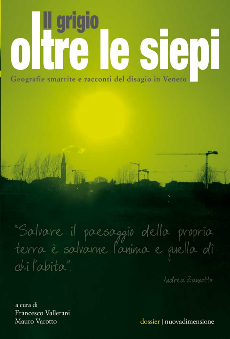 Il grigio
oltre le siepi
Geografie smarrite e racconti del disagio in Veneto
"Salvare il paesaggio della propria
terra è salvarne l'anima e quella di
chi l'abita".
Andrea Zanzotto
a cura di
Francesco Vallerani
Mauro Varotto
dossier | nuovadimensione